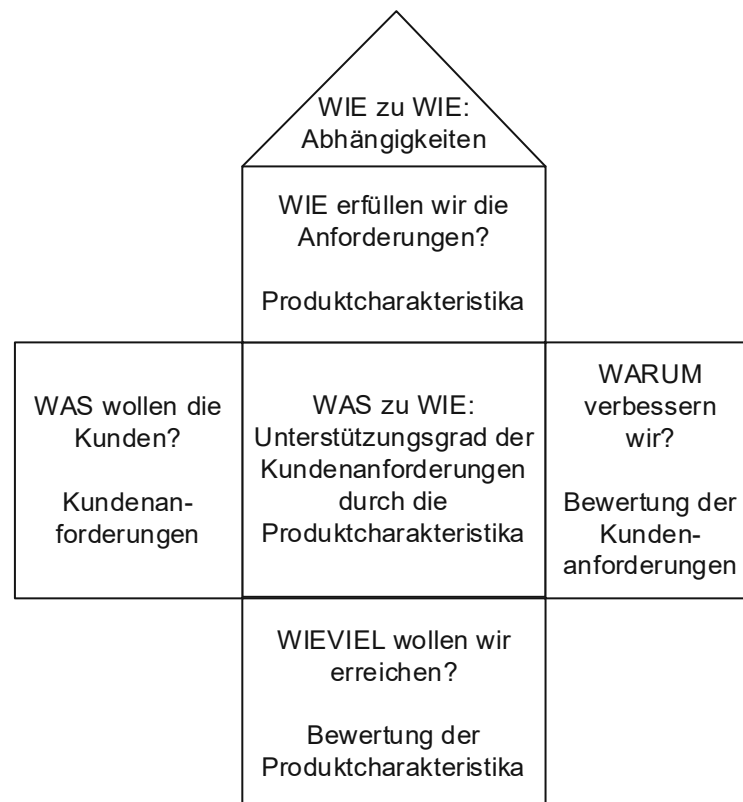 WIE zu WIE:
Abhängigkeiten
WIE erfüllen wir die
Anforderungen?
Produktcharakteristika
WAS wollen die
Kunden?
Kundenan-
forderungen
WAS zu WIE:
Unterstützungsgrad der
Kundenanforderungen
durch die
Produktcharakteristika
WARUM
verbessern
wir?
Bewertung der
Kunden-
anforderungen
WIEVIEL wollen wir
erreichen?
Bewertung der
Produktcharakteristika